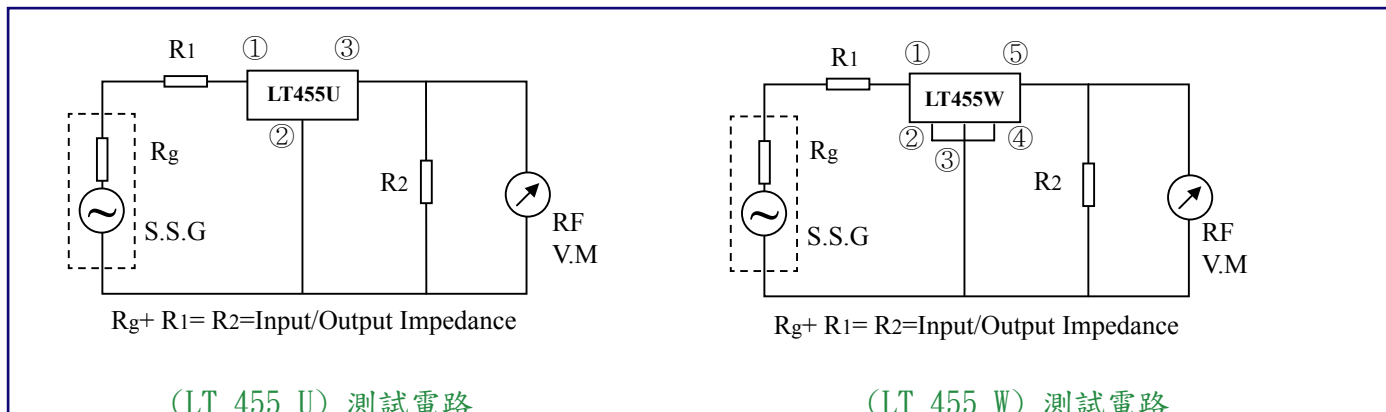 R1 ① ③
LT455U
②
Rg
R2
S.S.G
RF
V.M
Rg+ R1= R2=Input/Output Impedance
(LT 455 U) 測試電路
R1 ① ⑤
LT455W
② ③ ④
Rg
R2
S.S.G
RF
V.M
Rg+ R1= R2=Input/Output Impedance
(LT 455 W) 測試電路